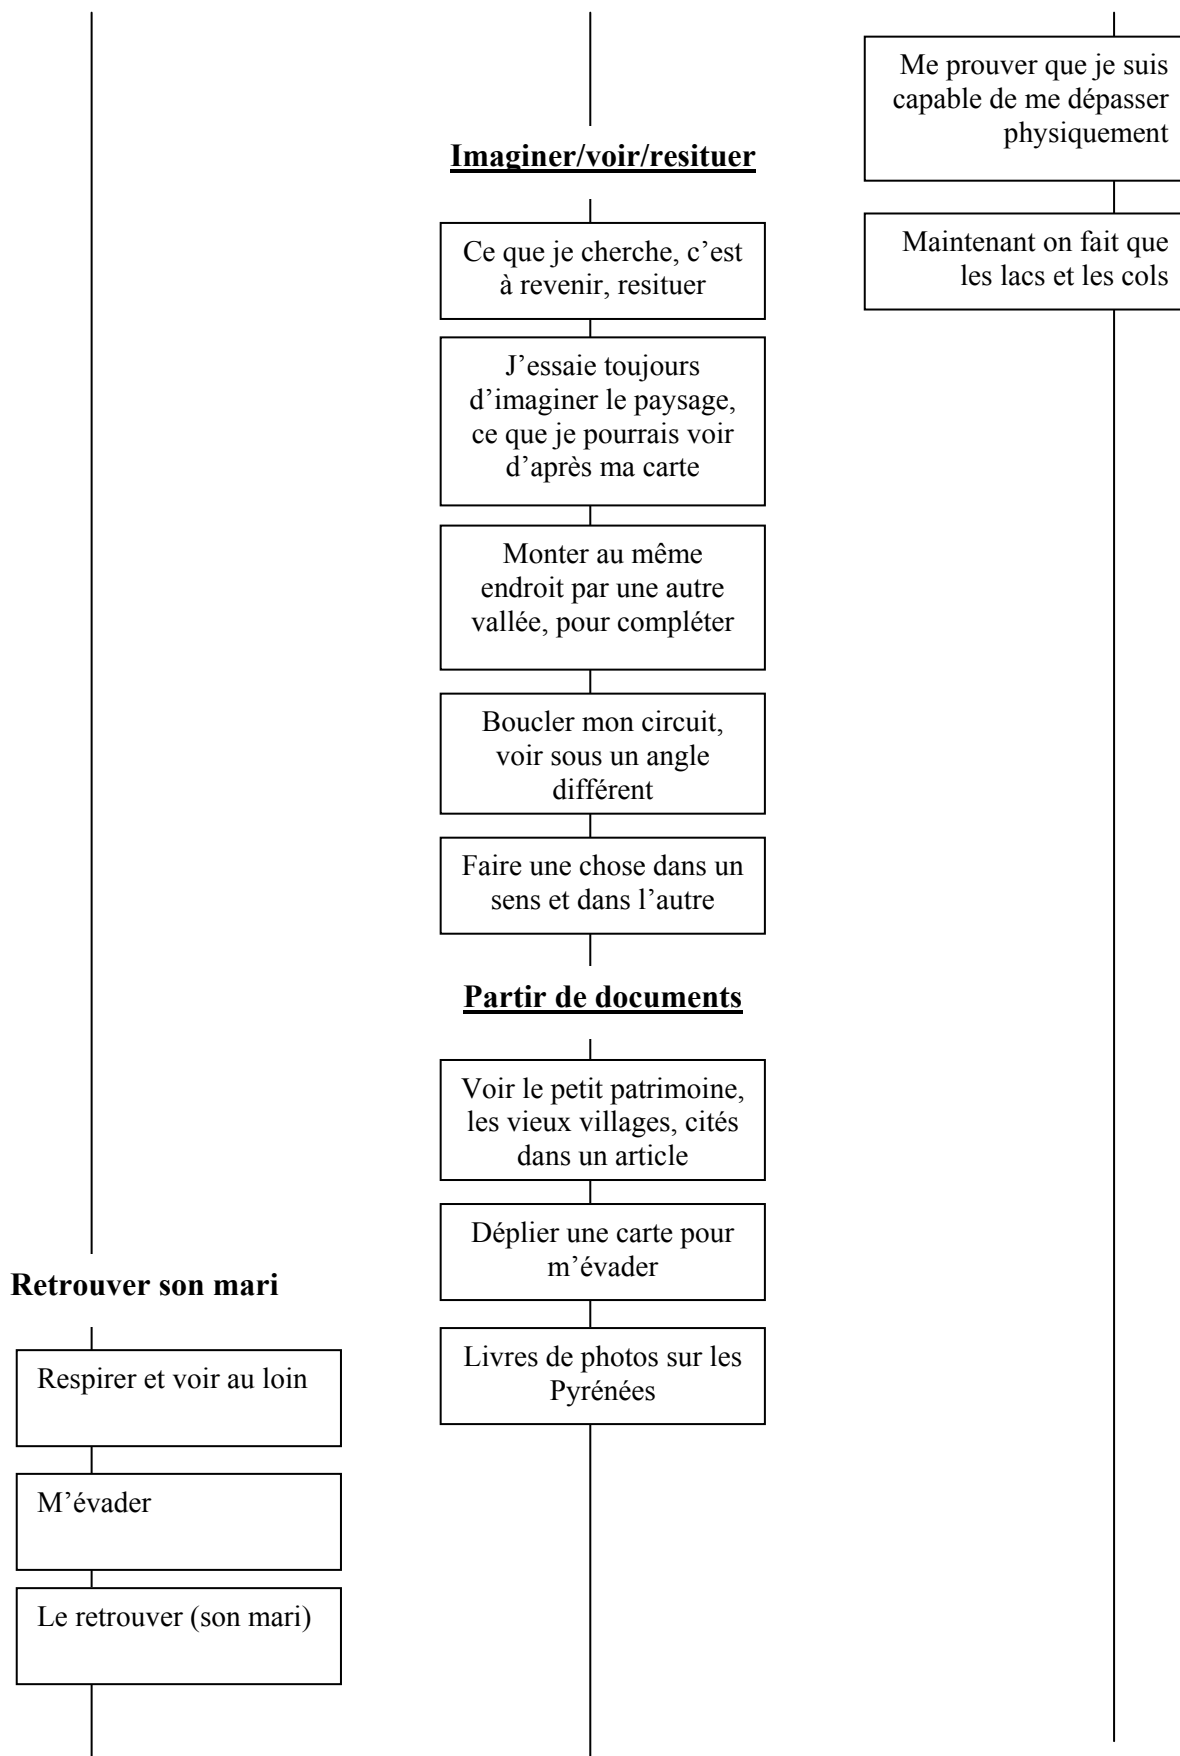 Me prouver que je suis
capable de me dépasser
physiquement
Maintenant on fait que
les lacs et les cols
Imaginer/voir/resituer
Ce que je cherche, c’est
à revenir, resituer
J’essaie toujours
d’imaginer le paysage,
ce que je pourrais voir
d’après ma carte
Monter au même
endroit par une autre
vallée, pour compléter
Boucler mon circuit,
voir sous un angle
différent
Faire une chose dans un
sens et dans l’autre
Partir de documents
Voir le petit patrimoine,
les vieux villages, cités
dans un article
Déplier une carte pour
m’évader
Livres de photos sur les
Pyrénées
Retrouver son mari
Respirer et voir au loin
M’évader
Le retrouver (son mari)